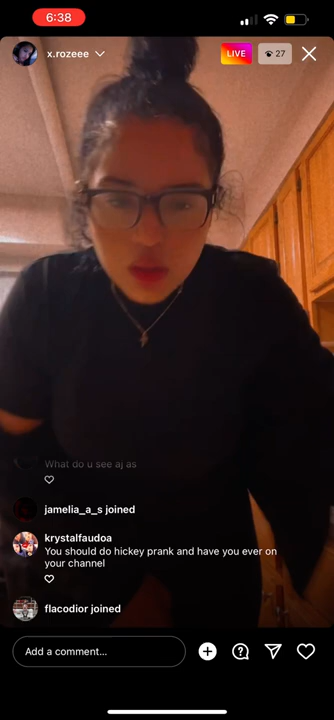 6:38
x.rozeee
LIVE
27
What do u see aj as
jamelia_a_s joined
krystalfaudoa
You should do hickey prank and have you ever on
your channel
flacodior joined
Add a comment...